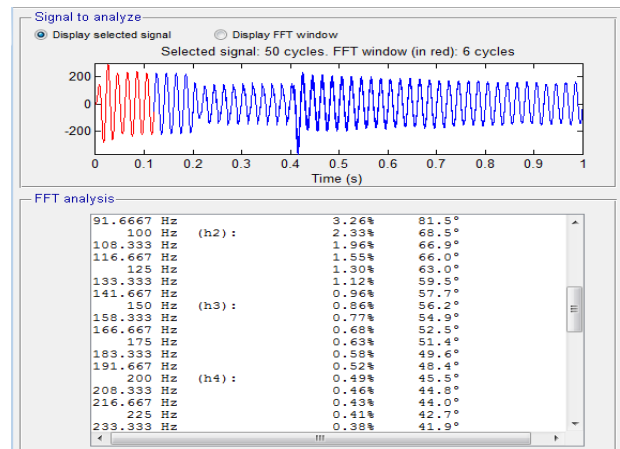 Signal to analyze
Display selected signal Display FFT window
Selected signal: 50 cycles. FFT window (in red): 6 cycles
200
0
-200
0 0.1 0.2 0.3 0.4 0.5 0.6 0.7 0.8 0.9 1
Time (s)
FFT analysis
91.6667 Hz 3.26% 81.5°
100 Hz (h2): 2.33% 68.5°
108.333 Hz 1.96% 66.9°
116.667 Hz 1.55% 66.0°
125 Hz 1.30% 63.0°
133.333 Hz 1.12% 59.5°
141.667 Hz 0.96% 57.7°
150 Hz (h3): 0.86% 56.2°
158.333 Hz 0.77% 54.9°
166.667 Hz 0.68% 52.5°
175 Hz 0.63% 51.4°
183.333 Hz 0.58% 49.6°
191.667 Hz 0.52% 48.4°
200 Hz (h4): 0.49% 45.5°
208.333 Hz 0.46% 44.8°
216.667 Hz 0.43% 44.0°
225 Hz 0.41% 42.7°
233.333 Hz 0.38% 41.9°